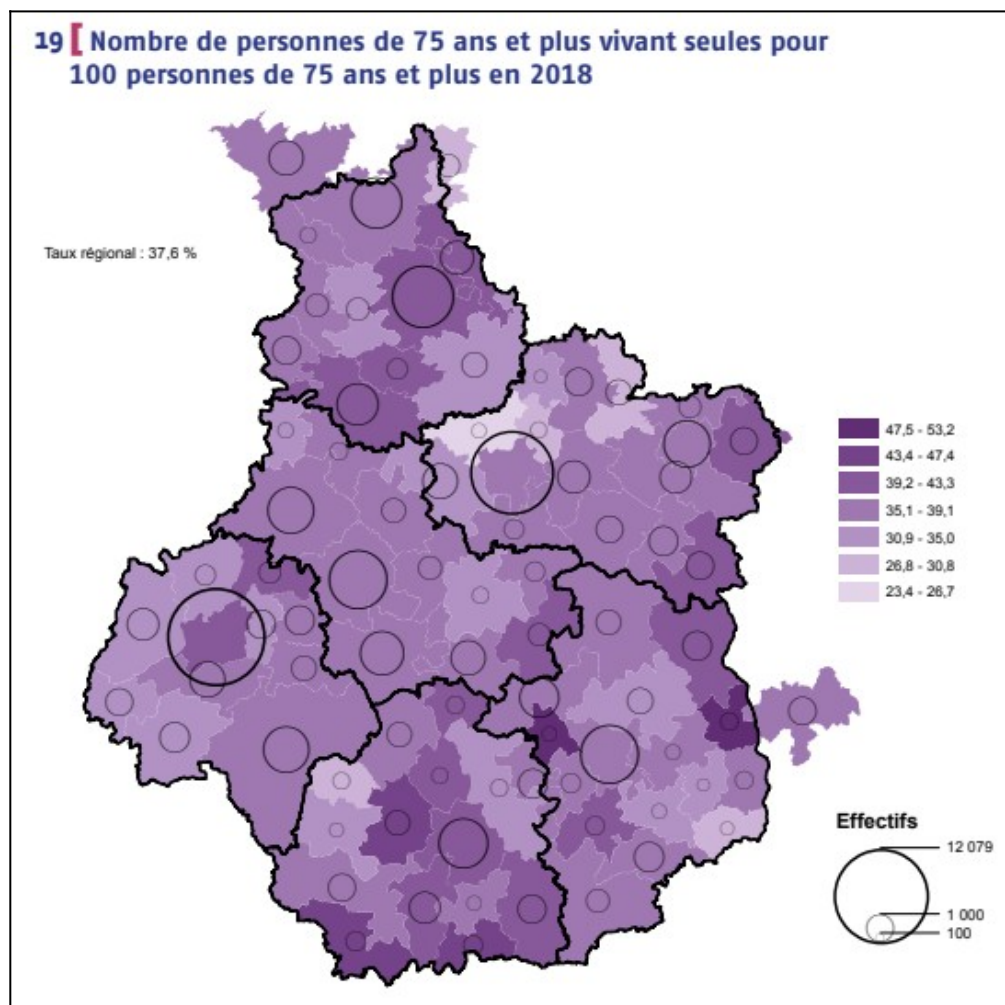 19 [ Nombre de personnes de 75 ans et plus vivant seules pour
100 personnes de 75 ans et plus en 2018
Taux régional : 37,6 %
47,5 - 53,2
43,4 - 47,4
39,2 - 43,3
35,1 - 39,1
30,9 - 35,0
26,8 - 30,8
23,4 - 26,7
Effectifs
12 079
1 000
100